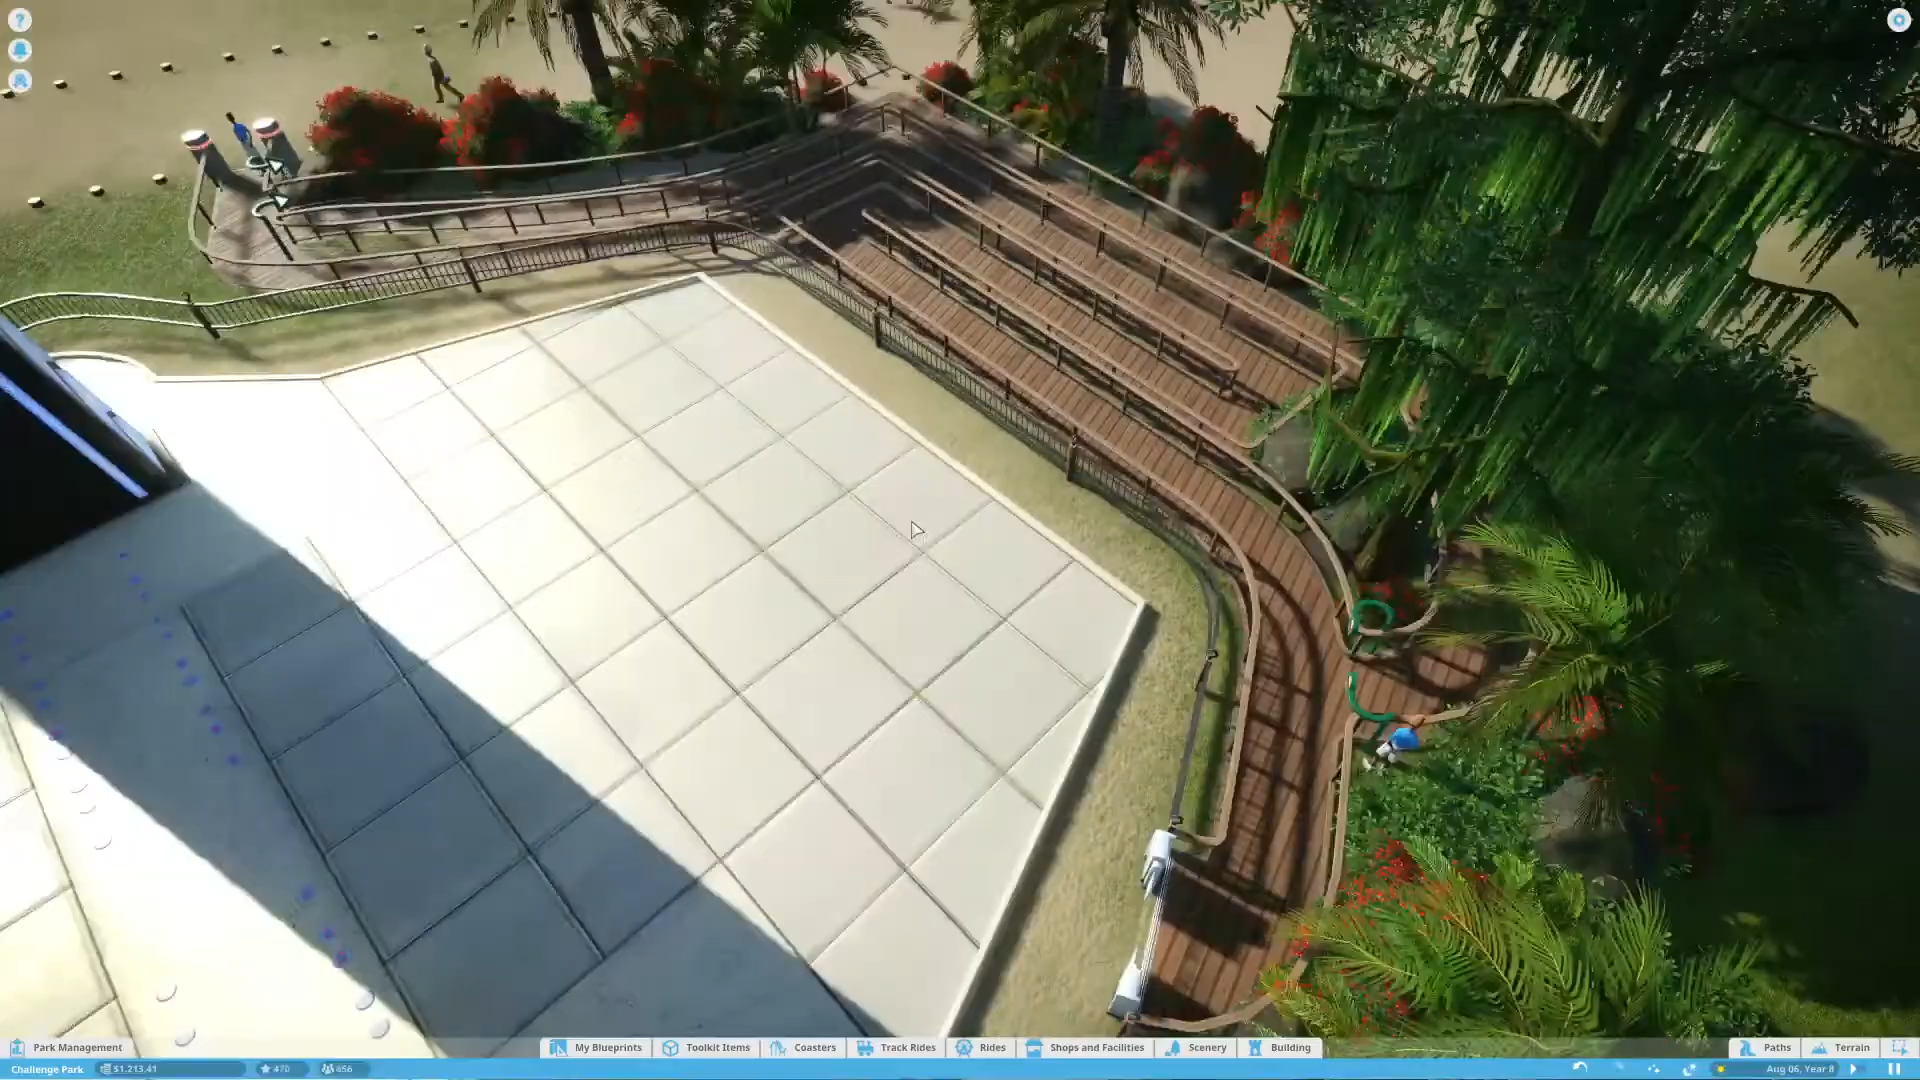 ?
Park Management
My Blueprints
Toolkit Items
Coasters
Track Rides
Rides
Shops and Facilities
Scenery
Building
Paths
Terrain
Challenge Park
$1,213.41
470
656
Aug 06, Year 8